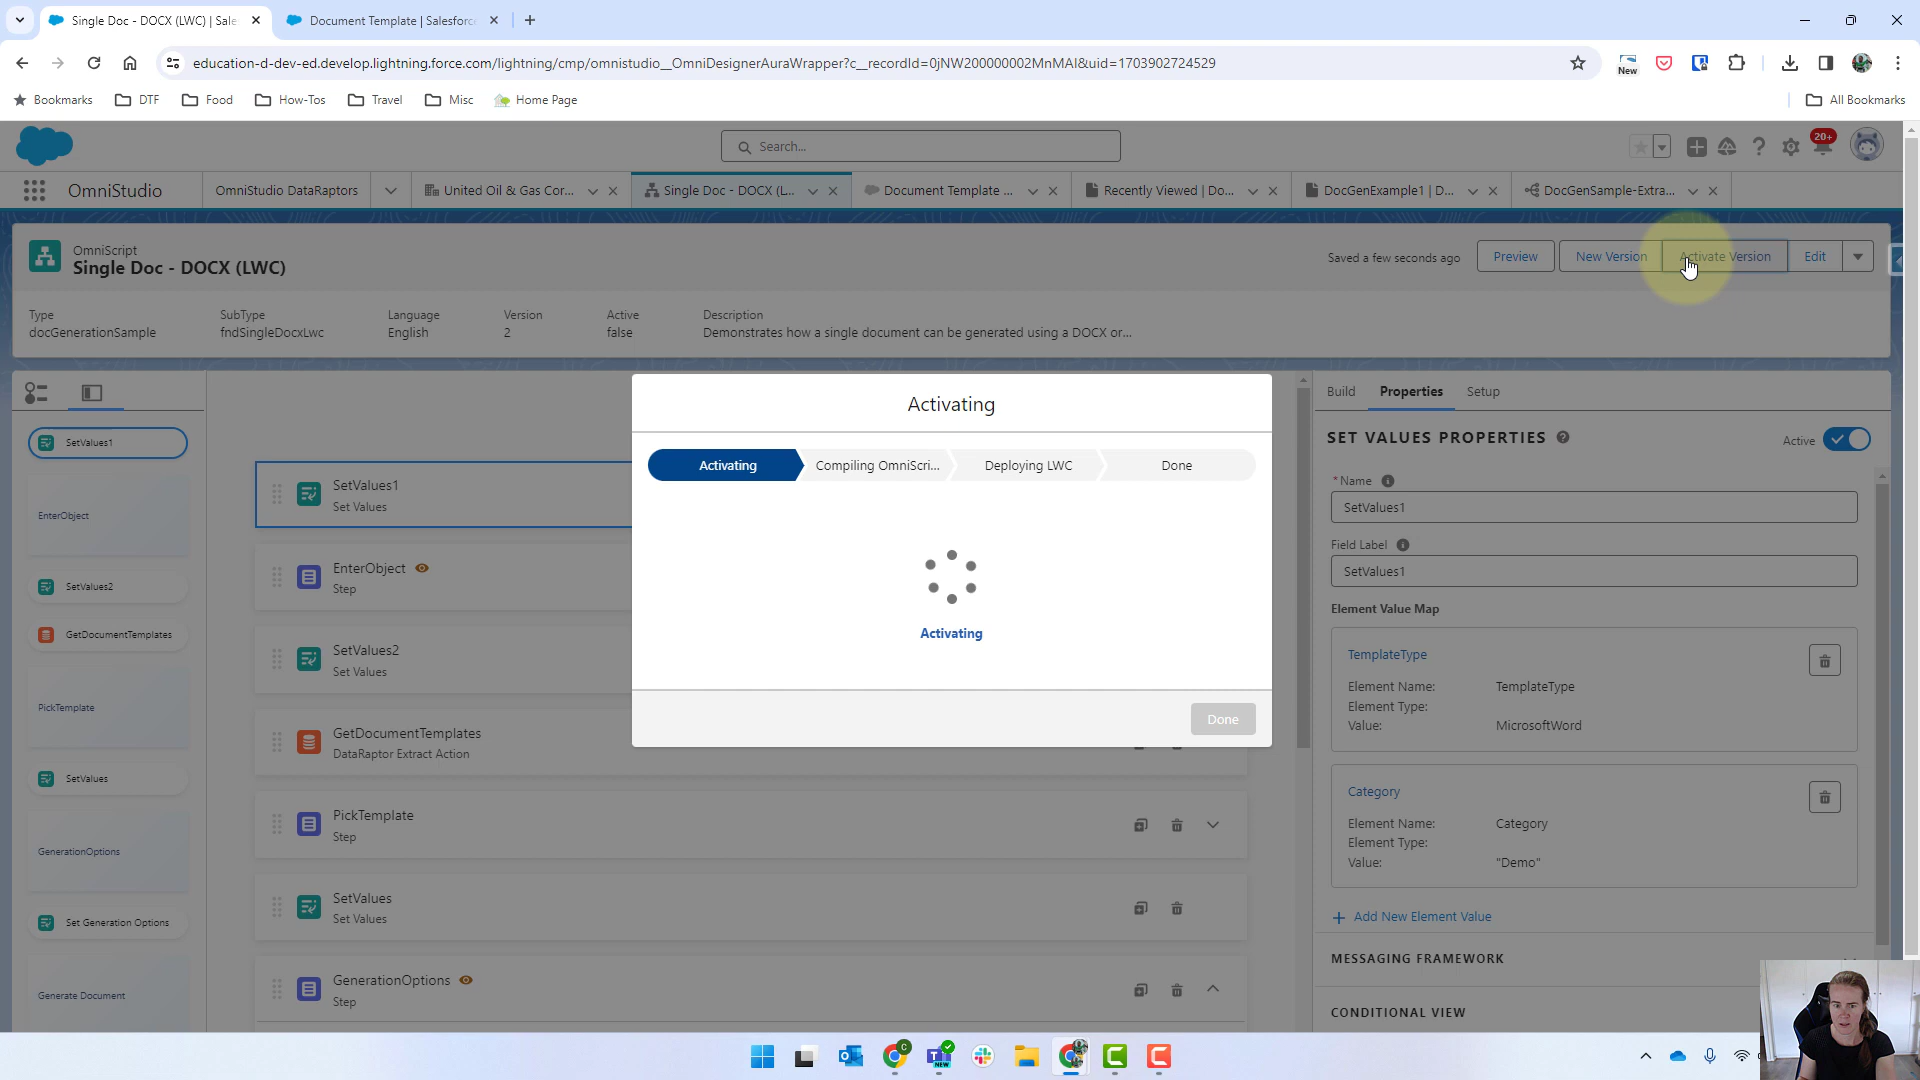 Single Doc - DOCX (LWC) | Sale
Document Template | Salesforce
education-d-dev-ed.develop.lightning.force.com/lightning/cmp/omnistudio__OmniDesignerAuraWrapper?c__recordId=0jNW200000002MnMAI&uid=1703902724529
New
Bookmarks
DTF
Food
How-Tos
Travel
Misc
Home Page
All Bookmarks
Search...
20+
OmniStudio
OmniStudio DataRaptors
United Oil & Gas Cor...
Single Doc - DOCX (L...
Document Template ...
Recently Viewed | Do...
DocGenExample1 | D...
DocGenSample-Extra...
OmniScript
Single Doc - DOCX (LWC)
Saved a few seconds ago
Preview
New Version
Activate Version
Edit
Type
docGenerationSample
SubType
fndSingleDocxLwc
Language
English
Version
2
Active
false
Description
Demonstrates how a single document can be generated using a DOCX or...
SetValues1
EnterObject
SetValues2
GetDocumentTemplates
PickTemplate
SetValues
GenerationOptions
Set Generation Options
Generate Document
SetValues1
Set Values
EnterObject
Step
SetValues2
Set Values
GetDocumentTemplates
DataRaptor Extract Action
PickTemplate
Step
SetValues
Set Values
GenerationOptions
Step
Activating
Activating
Compiling OmniScri...
Deploying LWC
Done
Activating
Done
Build
Properties
Setup
SET VALUES PROPERTIES
Active
* Name
SetValues1
Field Label
SetValues1
Element Value Map
TemplateType
Element Name: TemplateType
Element Type:
Value: MicrosoftWord
Category
Element Name: Category
Element Type:
Value: "Demo"
Add New Element Value
MESSAGING FRAMEWORK
CONDITIONAL VIEW
C
NEW